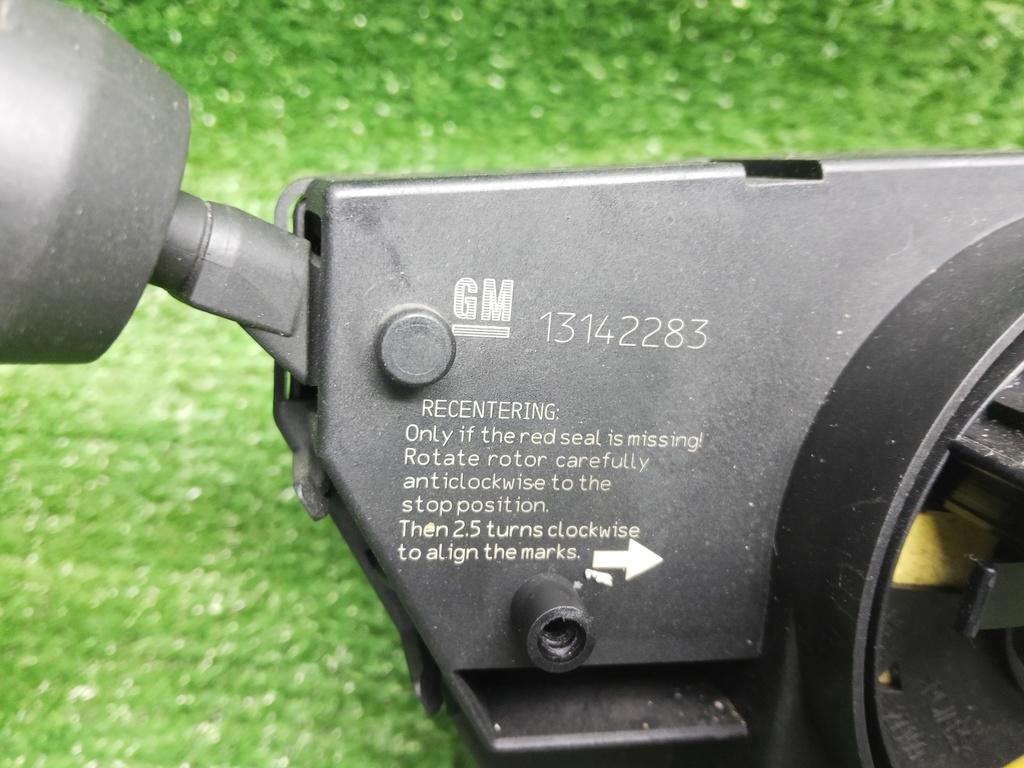 GM
13142283
RECENTERING:
Only if the red seal is missing!
Rotate rotor carefully
anticlockwise to the
stop position.
Then 2.5 turns clockwise
to align the marks.